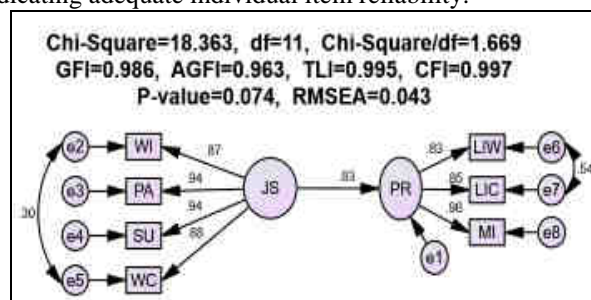 dicating adequate individual item reliability.
Chi-Square=18.363, df=11, Chi-Square/df=1.669
GFI=0.986, AGFI=0.963, TLI=0.995, CFI=0.997
P-value=0.074, RMSEA=0.043
e2 WI .87 .83 LIW e6
e3 PA .94 JS .83 PR .85 LIC e7 .54
.30
e4 SU .94 .96 MI e8
e5 WC .88 e1